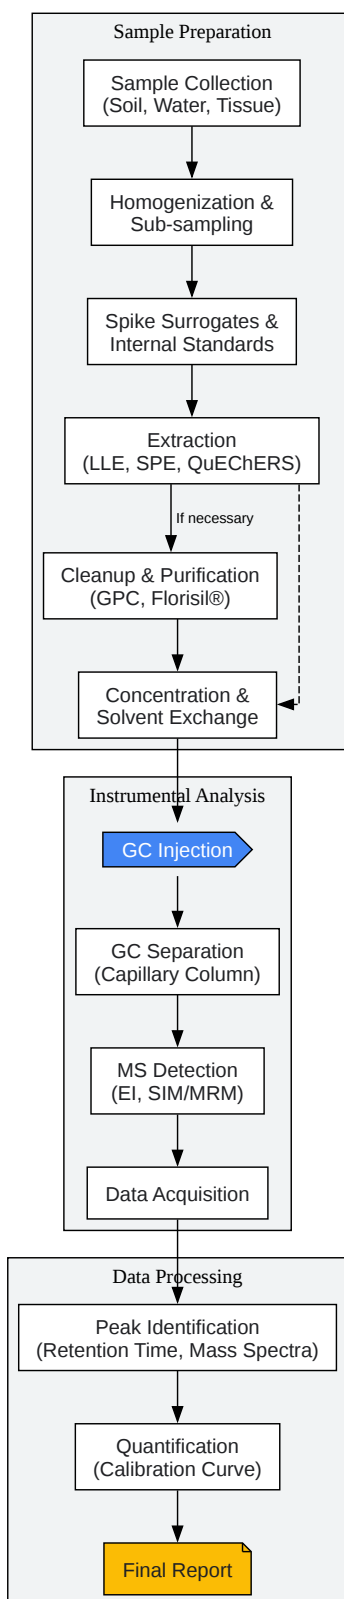 Sample Preparation
Sample Collection
(Soil, Water, Tissue)
Homogenization &
Sub-sampling
Spike Surrogates &
Internal Standards
Extraction
(LLE, SPE, QuEChERS)
If necessary
Cleanup & Purification
(GPC, Florisil®)
Concentration &
Solvent Exchange
Instrumental Analysis
GC Injection
GC Separation
(Capillary Column)
MS Detection
(EI, SIM/MRM)
Data Acquisition
Data Processing
Peak Identification
(Retention Time, Mass Spectra)
Quantification
(Calibration Curve)
Final Report